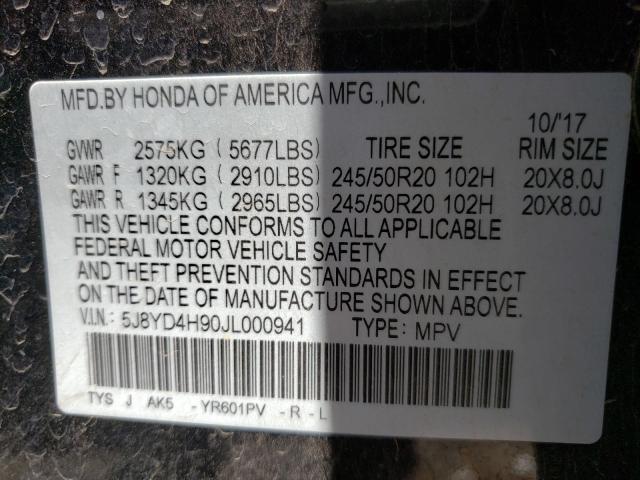 MFD.BY HONDA OF AMERICA MFG.,INC.
10/'17
GVWR 2575KG (5677LBS) TIRE SIZE RIM SIZE
GAWR F 1320KG (2910LBS) 245/50R20 102H 20X8.0J
GAWR R 1345KG (2965LBS) 245/50R20 102H 20X8.0J
THIS VEHICLE CONFORMS TO ALL APPLICABLE
FEDERAL MOTOR VEHICLE SAFETY
AND THEFT PREVENTION STANDARDS IN EFFECT
ON THE DATE OF MANUFACTURE SHOWN ABOVE.
V.I.N.: 5J8YD4H90JL000941 TYPE: MPV
TYS J AK5 - YR601PV - R - L